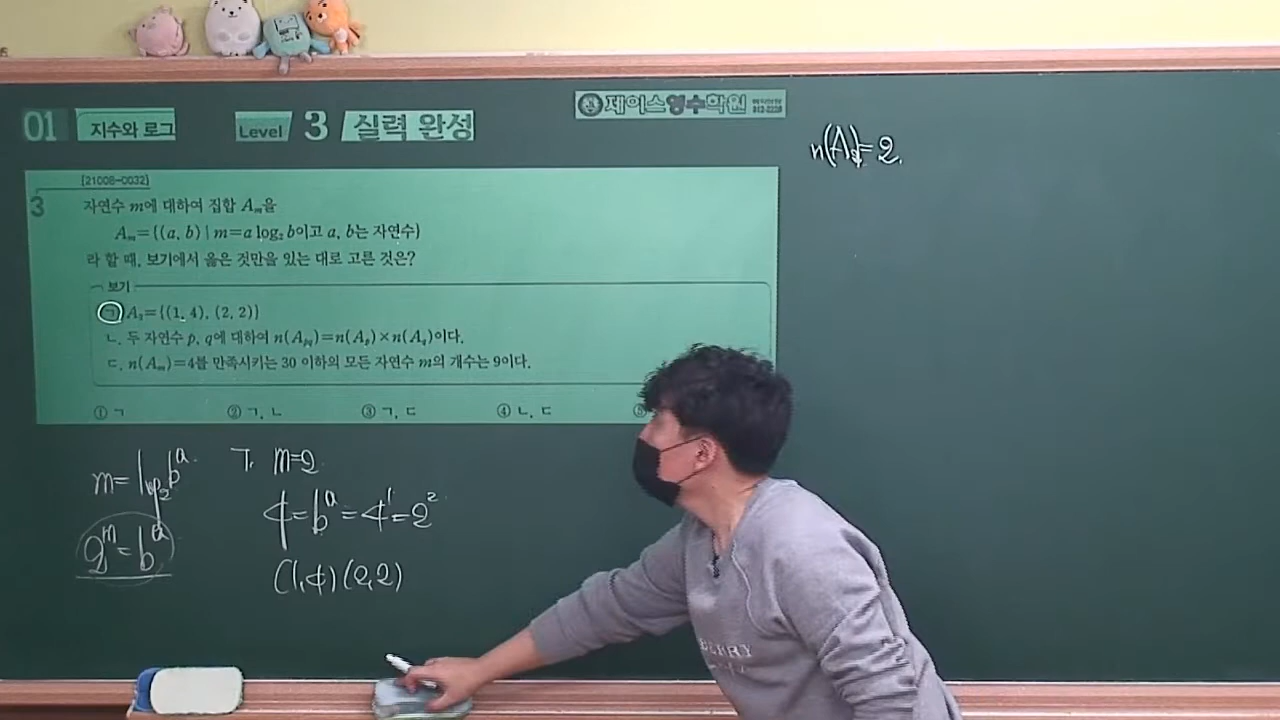 01 지수와 로그
Level 3 실력 완성
제이스영수학원
[21008-0032]
3 자연수 m에 대하여 집합 Aₘ을
Aₘ={(a, b) | m=a log₂ b이고 a, b는 자연수}
라 할 때, 보기에서 옳은 것만을 있는 대로 고른 것은?
보기
ㄱ. A₂={(1, 4), (2, 2)}
ㄴ. 두 자연수 p, q에 대하여 n(Aₚq)=n(Aₚ)×n(Aq)이다.
ㄷ. n(Aₘ)=4를 만족시키는 30 이하의 모든 자연수 m의 개수는 9이다.
① ㄱ ② ㄱ, ㄴ ③ ㄱ, ㄷ ④ ㄴ, ㄷ
n(A₂)=2.
m=log₂bᵃ
2ᵐ=bᵃ
ㄱ, m=2
4=bᵃ=4¹=2²
(1,4)(2,2)